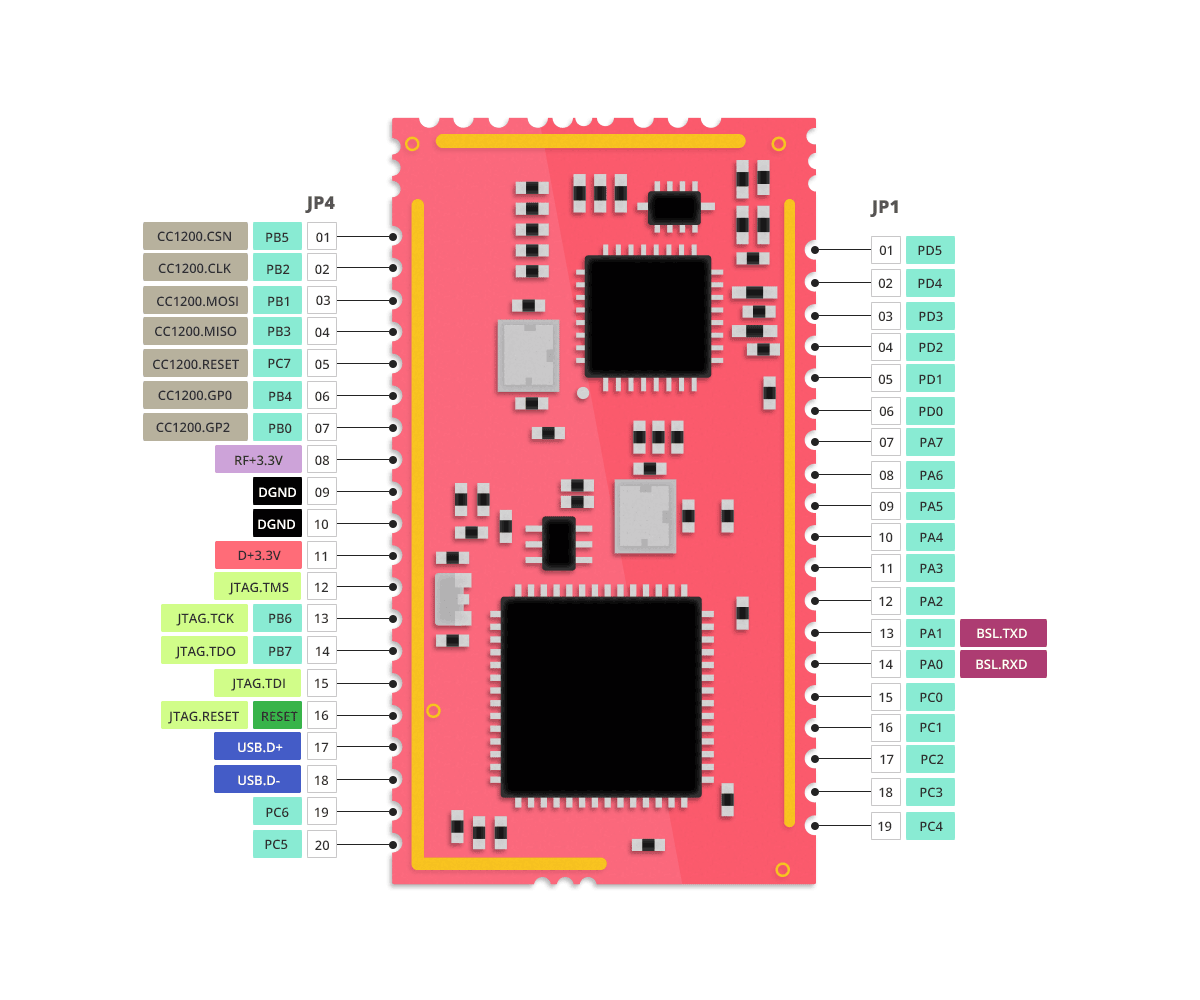 JP4
CC1200.CSN PB5 01
CC1200.CLK PB2 02
CC1200.MOSI PB1 03
CC1200.MISO PB3 04
CC1200.RESET PC7 05
CC1200.GP0 PB4 06
CC1200.GP2 PB0 07
RF+3.3V 08
DGND 09
DGND 10
D+3.3V 11
JTAG.TMS 12
JTAG.TCK PB6 13
JTAG.TDO PB7 14
JTAG.TDI 15
JTAG.RESET RESET 16
USB.D+ 17
USB.D- 18
PC6 19
PC5 20
JP1
01 PD5
02 PD4
03 PD3
04 PD2
05 PD1
06 PD0
07 PA7
08 PA6
09 PA5
10 PA4
11 PA3
12 PA2
13 PA1 BSL.TXD
14 PA0 BSL.RXD
15 PC0
16 PC1
17 PC2
18 PC3
19 PC4